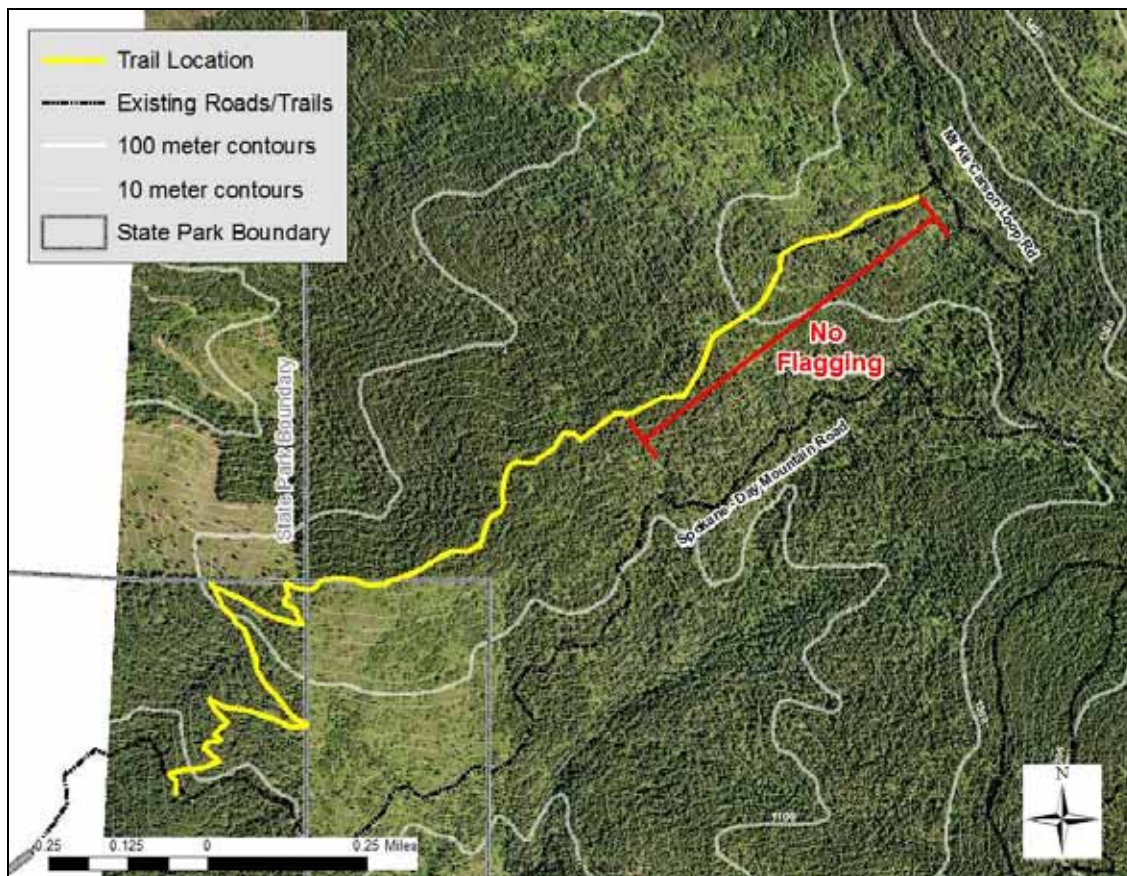 Trail Location
Existing Roads/Trails
100 meter contours
10 meter contours
State Park Boundary
Mt Kit Carson Loop Rd
No
Flagging
Spokane - Day Mountain Road
State Park Boundary
1100
N
0.25
0.125
0
0.25 Miles